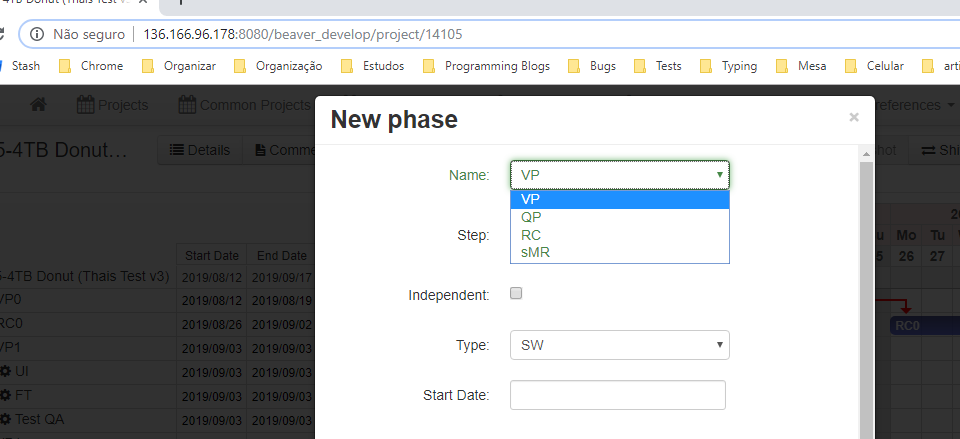 -4TB Donut (Thais Test v
Não seguro 136.166.96.178:8080/beaver_develop/project/14105
Stash Chrome Organizar Organização Estudos Programming Blogs Bugs Tests Typing Mesa Celular arti
Projects Common Projects references
New phase ×
5-4TB Donut... Details Comme hot Shi
Name: VP
VP
QP
RC
sMR
Step:
Start Date End Date Mo Tu
5-4TB Donut (Thais Test v3) 2019/08/12 2019/09/17 26 27
VP0 2019/08/12 2019/08/19
Independent:
RC0 2019/08/26 2019/09/02 RC0
VP1 2019/09/03 2019/09/03
Type: SW
UI 2019/09/03 2019/09/03
FT 2019/09/03 2019/09/03
Start Date:
Test QA 2019/09/03 2019/09/03